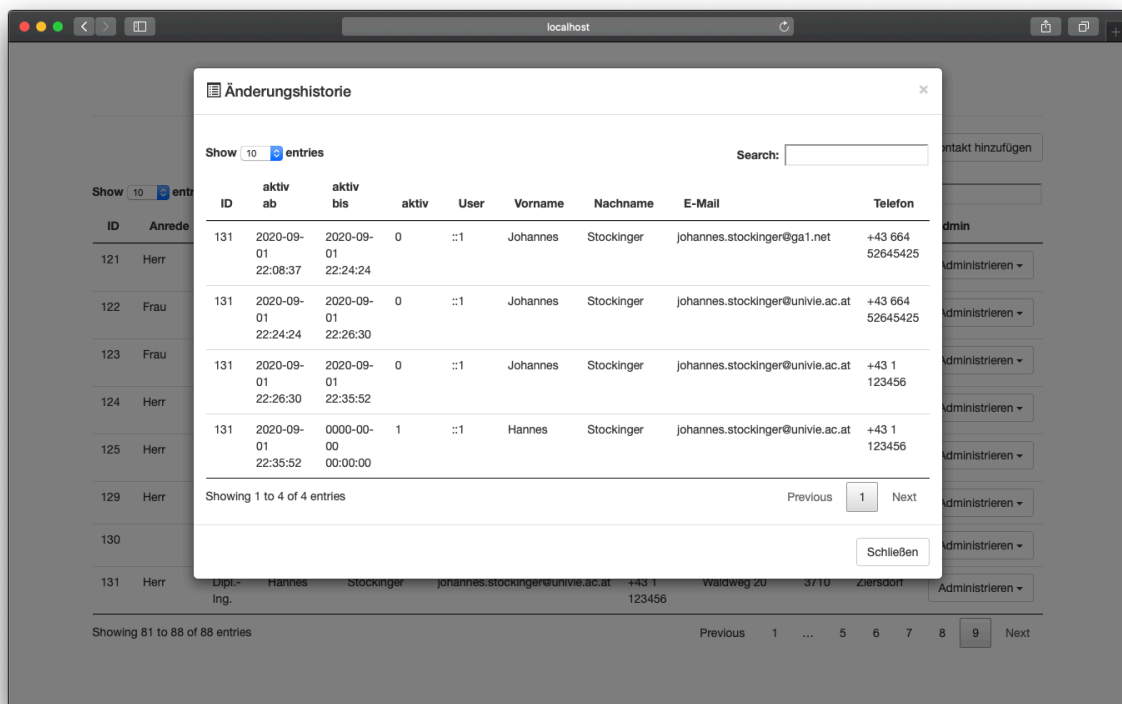 localhost
Änderungshistorie ×
Show 10 entries Search:
ID aktiv ab aktiv bis aktiv User Vorname Nachname E-Mail Telefon
131 2020-09-01 22:08:37 2020-09-01 22:24:24 0 ::1 Johannes Stockinger johannes.stockinger@ga1.net +43 664 52645425
131 2020-09-01 22:24:24 2020-09-01 22:26:30 0 ::1 Johannes Stockinger johannes.stockinger@univie.ac.at +43 664 52645425
131 2020-09-01 22:26:30 2020-09-01 22:35:52 0 ::1 Johannes Stockinger johannes.stockinger@univie.ac.at +43 1 123456
131 2020-09-01 22:35:52 0000-00-00 00:00:00 1 ::1 Hannes Stockinger johannes.stockinger@univie.ac.at +43 1 123456
Showing 1 to 4 of 4 entries Previous 1 Next
Schließen
hinzufügen
Show 10
ID Anrede
121 Herr Administrieren
122 Frau Administrieren
123 Frau Administrieren
124 Herr Administrieren
125 Herr Administrieren
129 Herr Administrieren
130 Administrieren
131 Herr Dipl.-Ing. Hannes Stockinger johannes.stockinger@univie.ac.at +43 1 123456 Waldweg 20 3710 Ziersdorf Administrieren
Showing 81 to 88 of 88 entries Previous 1 … 5 6 7 8 9 Next